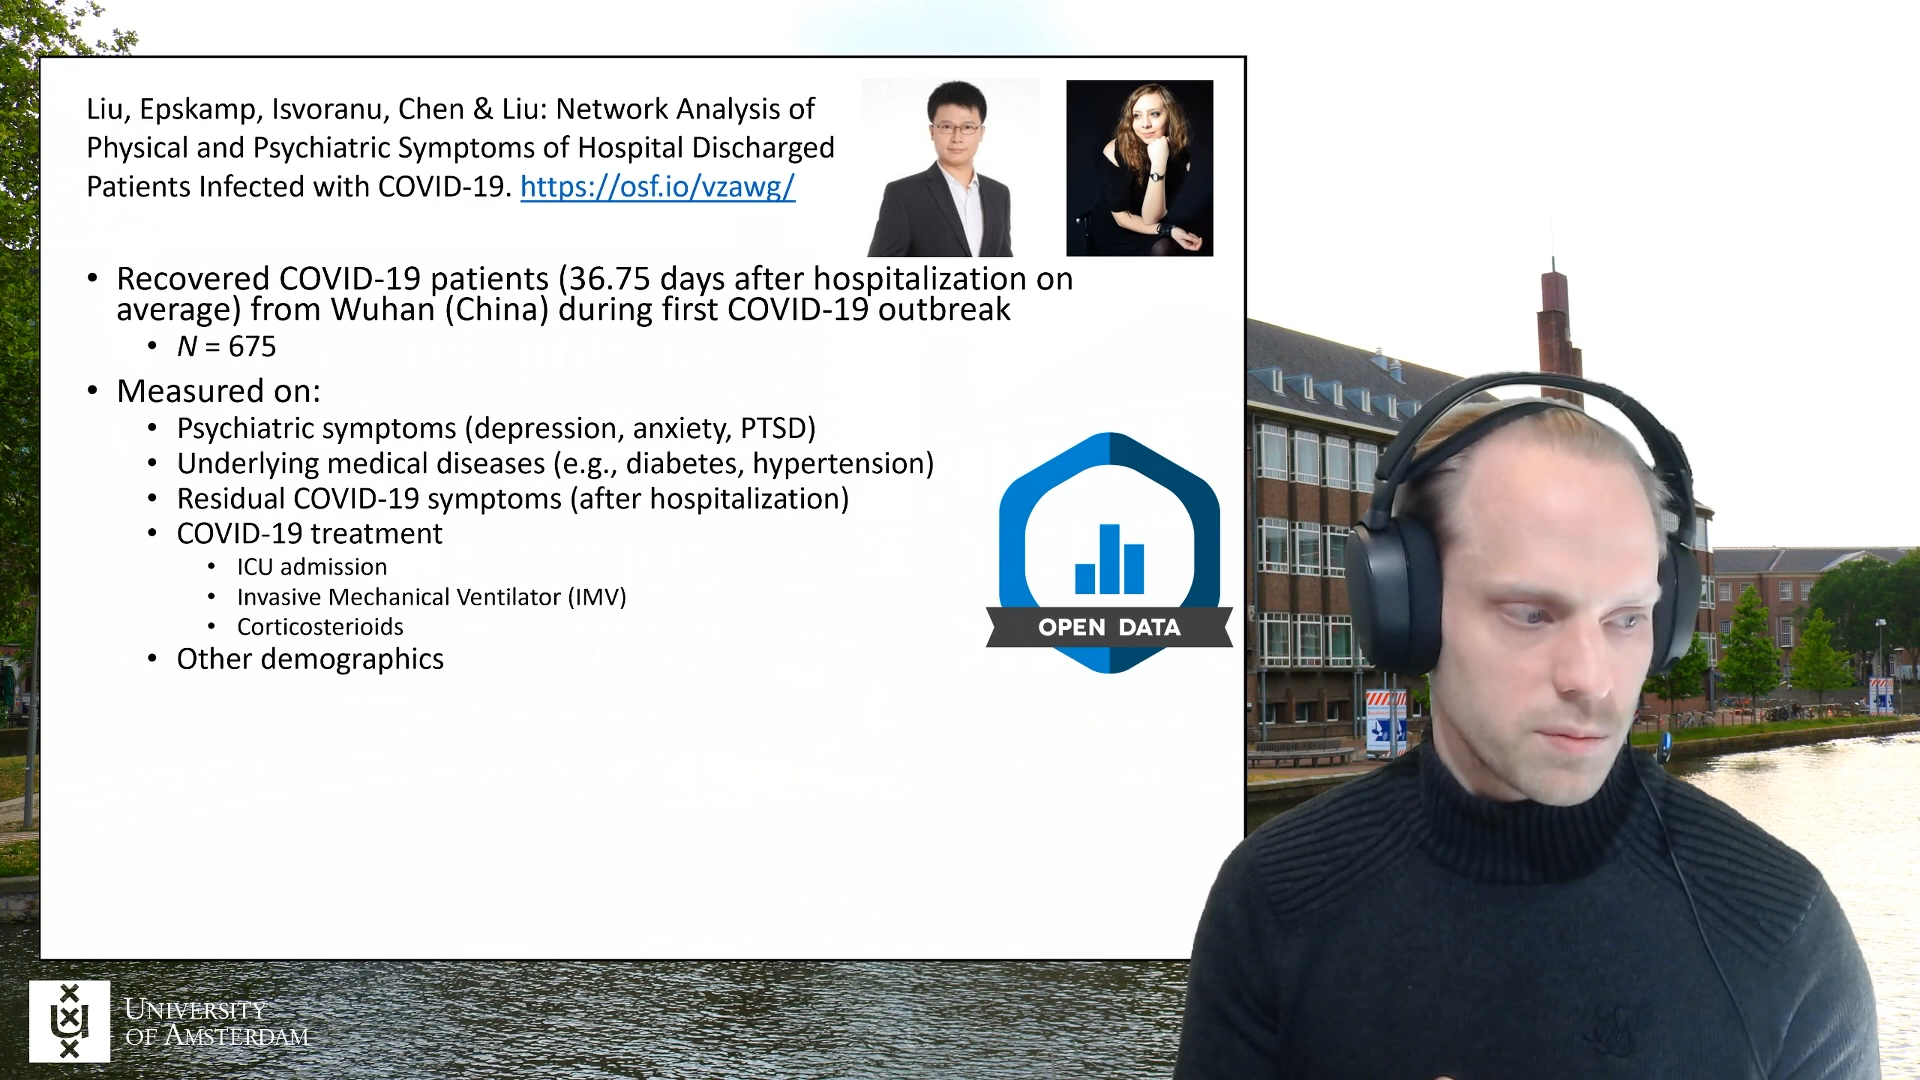 Liu, Epskamp, Isvoranu, Chen & Liu: Network Analysis of
Physical and Psychiatric Symptoms of Hospital Discharged
Patients Infected with COVID-19. https://osf.io/vzawg/
• Recovered COVID-19 patients (36.75 days after hospitalization on
average) from Wuhan (China) during first COVID-19 outbreak
• N = 675
• Measured on:
• Psychiatric symptoms (depression, anxiety, PTSD)
• Underlying medical diseases (e.g., diabetes, hypertension)
• Residual COVID-19 symptoms (after hospitalization)
• COVID-19 treatment
• ICU admission
• Invasive Mechanical Ventilator (IMV)
• Corticosterioids
• Other demographics
OPEN DATA
UNIVERSITY
OF AMSTERDAM